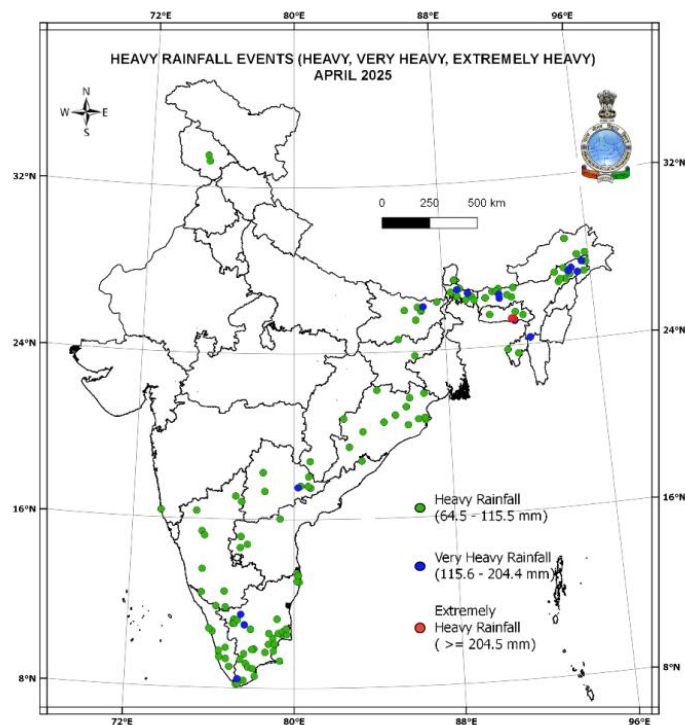 72°E 80°E 88°E 96°E
HEAVY RAINFALL EVENTS (HEAVY, VERY HEAVY, EXTREMELY HEAVY)
APRIL 2025
N
W E
S
32°N 32°N
0 250 500 km
24°N 24°N
16°N 16°N
Heavy Rainfall
(64.5 - 115.5 mm)
Very Heavy Rainfall
(115.6 - 204.4 mm)
Extremely
Heavy Rainfall
( >= 204.5 mm)
8°N 8°N
72°E 80°E 88°E 96°E